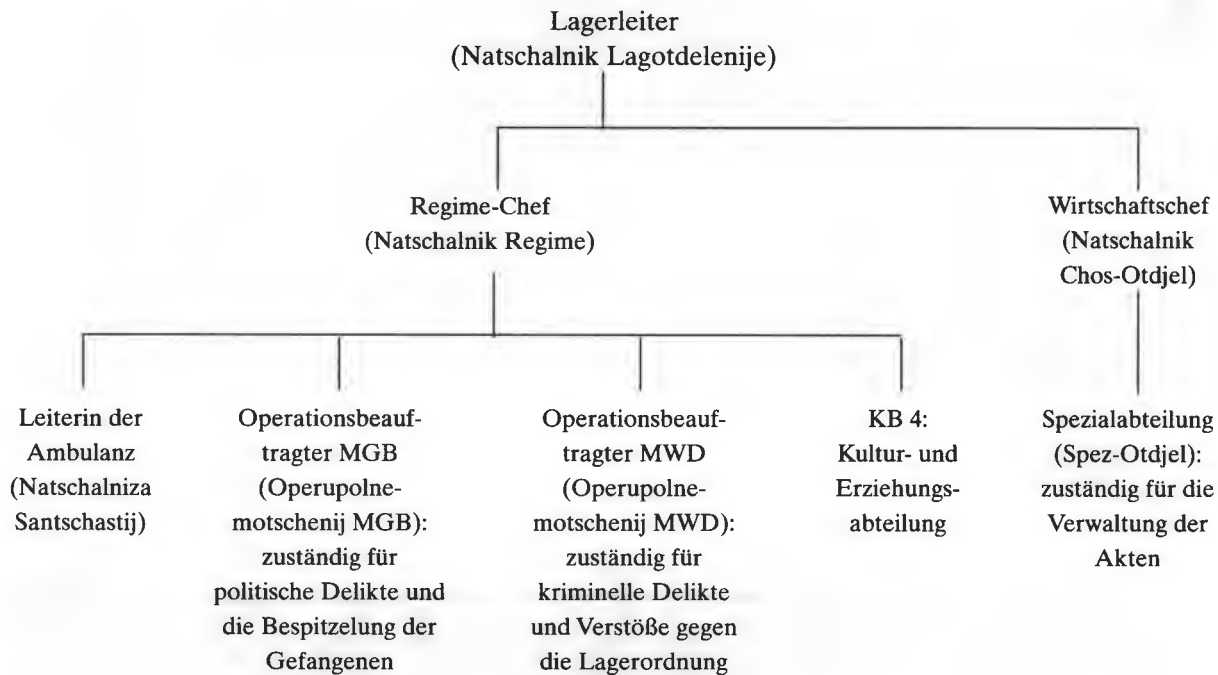 Lagerleiter
(Natschalnik Lagotdelenije)
Regime-Chef
(Natschalnik Regime)
Wirtschaftschef
(Natschalnik
Chos-Otdjel)
Leiterin der
Ambulanz
(Natschalniza
Santschastij)
Operationsbeauf-
tragter MGB
(Operupolne-
motschenij MGB):
zuständig für
politische Delikte und
die Bespitzelung der
Gefangenen
Operationsbeauf-
tragter MWD
(Operupolne-
motschenij MWD):
zuständig für
kriminelle Delikte
und Verstöße gegen
die Lagerordnung
KB 4:
Kultur- und
Erziehungs-
abteilung
Spezialabteilung
(Spez-Otdjel):
zuständig für die
Verwaltung der
Akten